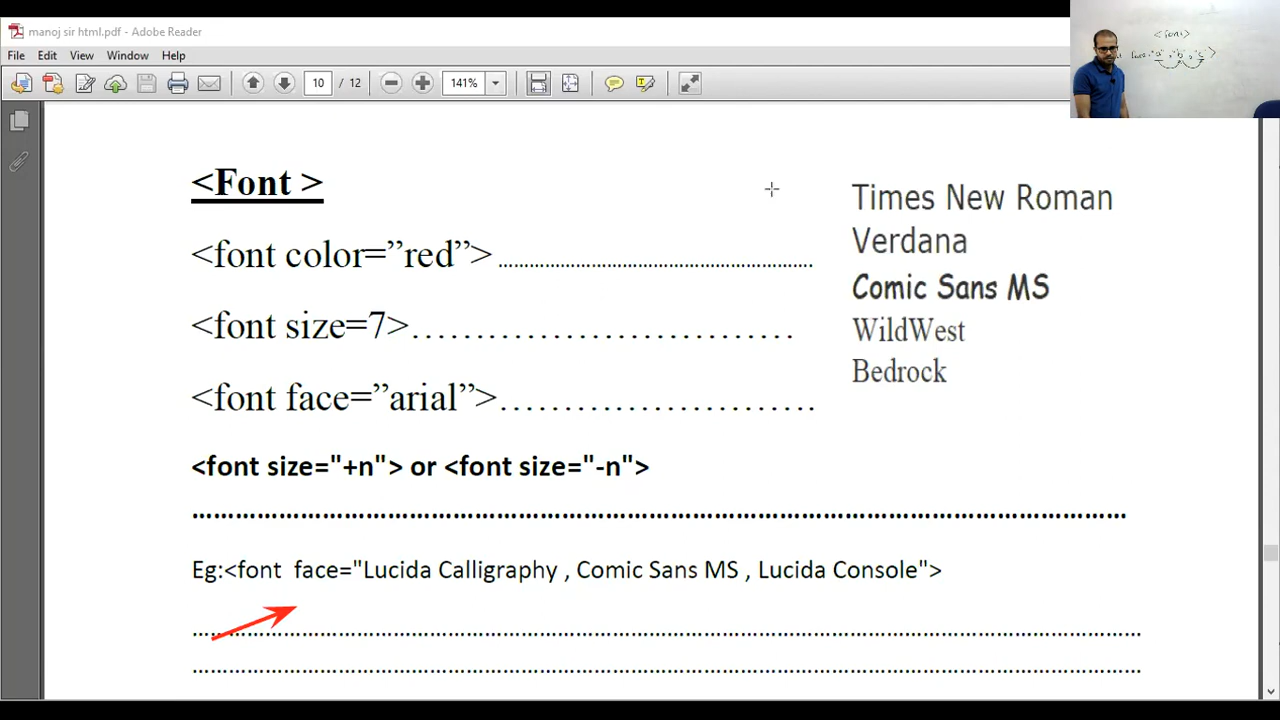 manoj sir html.pdf - Adobe Reader
File Edit View Window Help
10 / 12 141%
<Font >
<font color=”red”>............................................................
<font size=7>..............................
<font face=”arial”>.........................
<font size="+n"> or <font size="-n">
................................................................................
Eg:<font face="Lucida Calligraphy , Comic Sans MS , Lucida Console">
................................................................................
................................................................................
Times New Roman
Verdana
Comic Sans MS
WildWest
Bedrock
<font>
face="a","b","c">